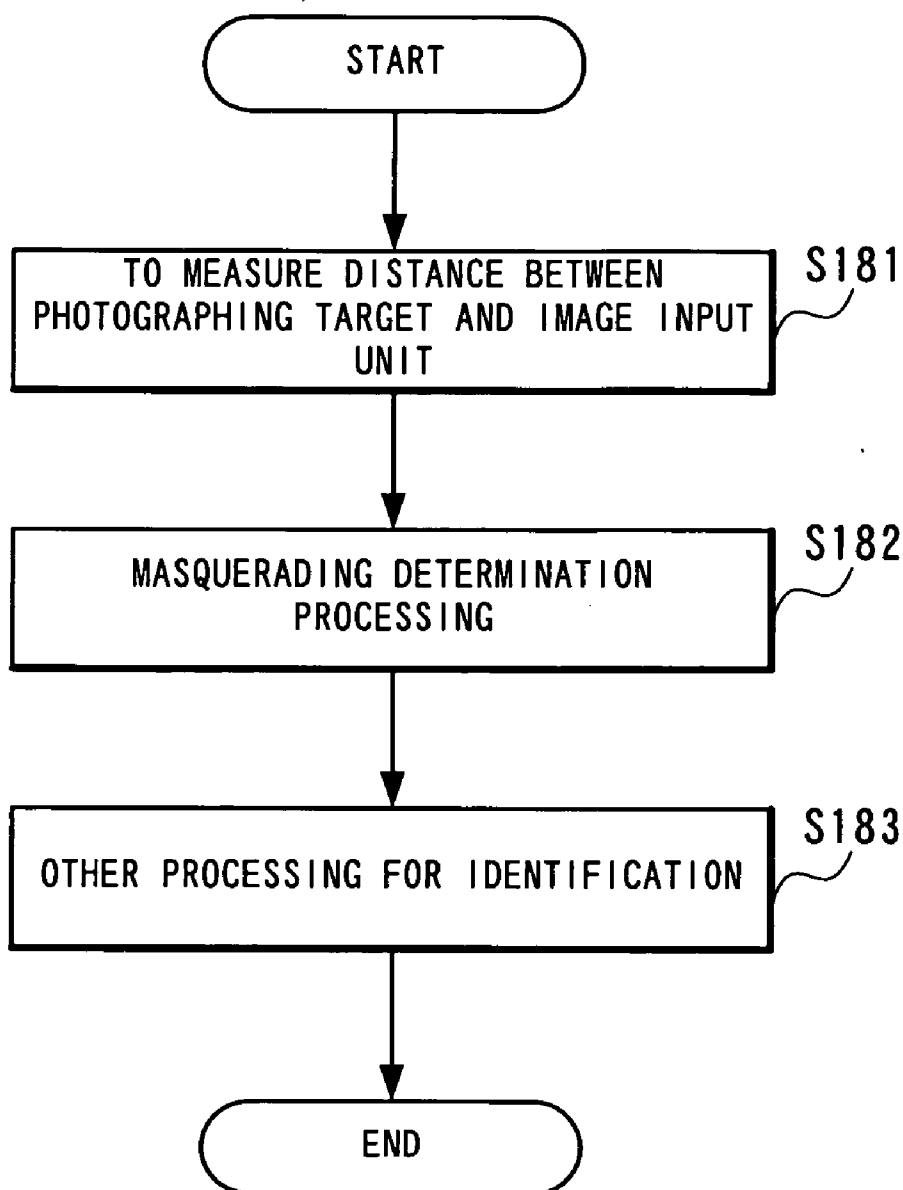 START
TO MEASURE DISTANCE BETWEEN
PHOTOGRAPHING TARGET AND IMAGE INPUT
UNIT
S181
MASQUERADING DETERMINATION
PROCESSING
S182
OTHER PROCESSING FOR IDENTIFICATION
S183
END